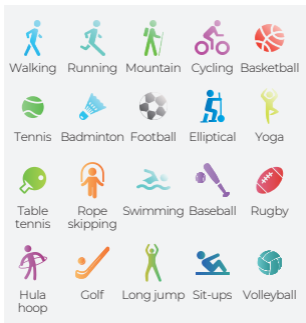 Walking Running Mountain Cycling Basketball
Tennis Badminton Football Elliptical Yoga
Table tennis Rope skipping Swimming Baseball Rugby
Hula hoop Golf Long jump Sit-ups Volleyball